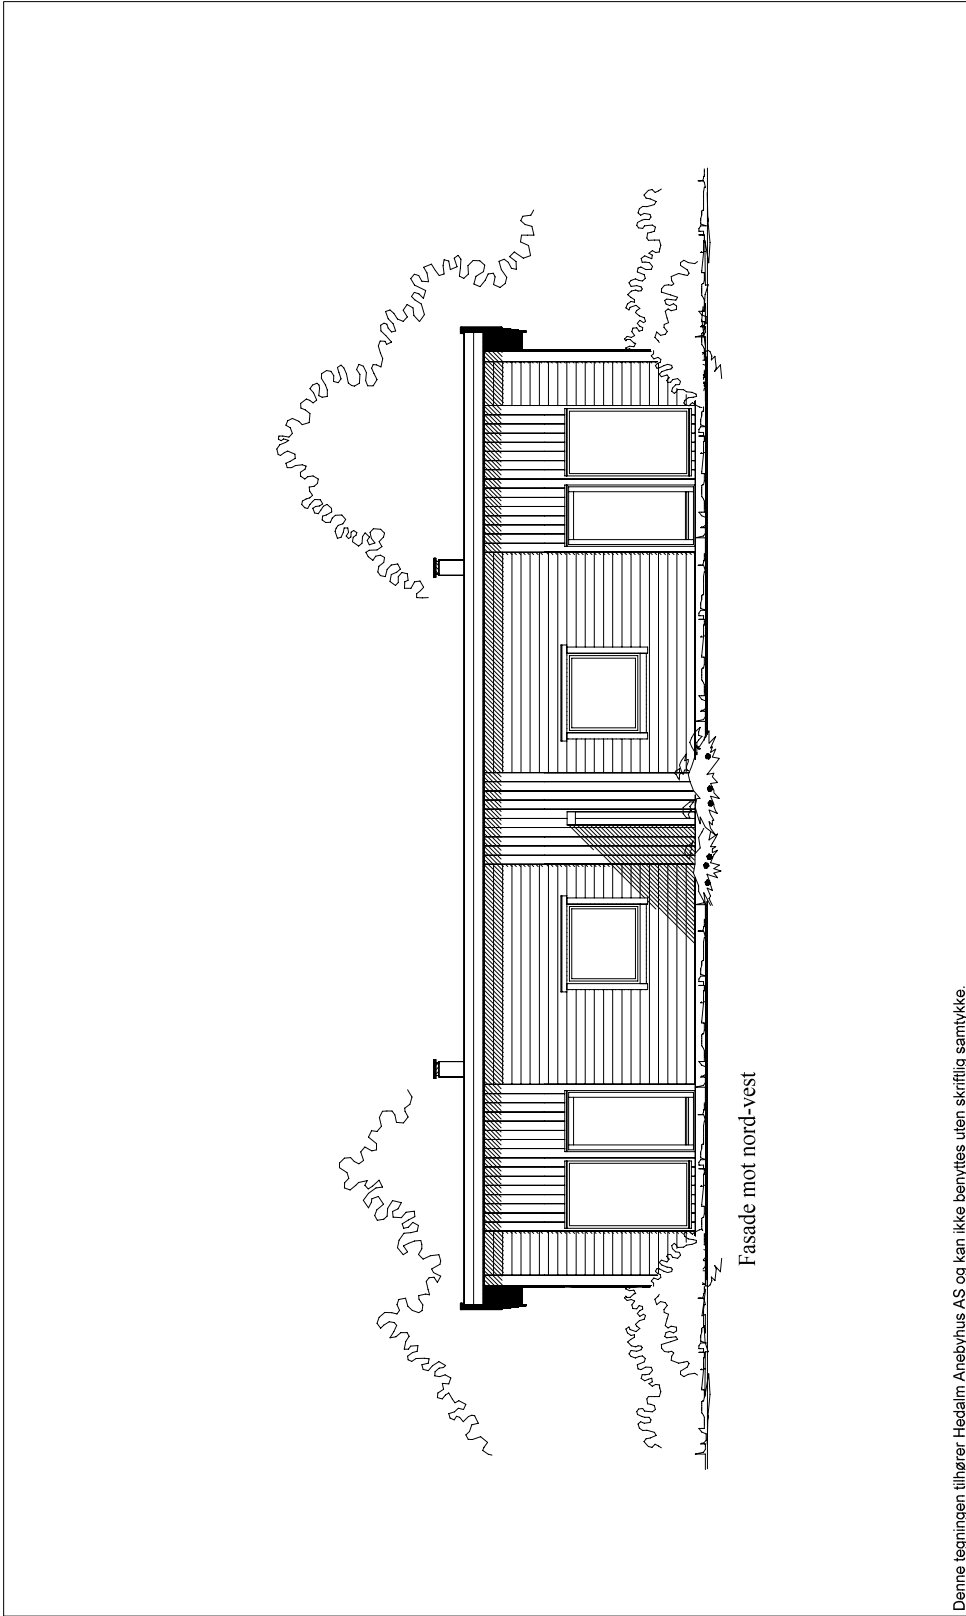 Fasade mot nord-vest
Denne tegningen tilhører Hedalm Anebyhus AS og kan ikke benyttes uten skriftlig samtykke.